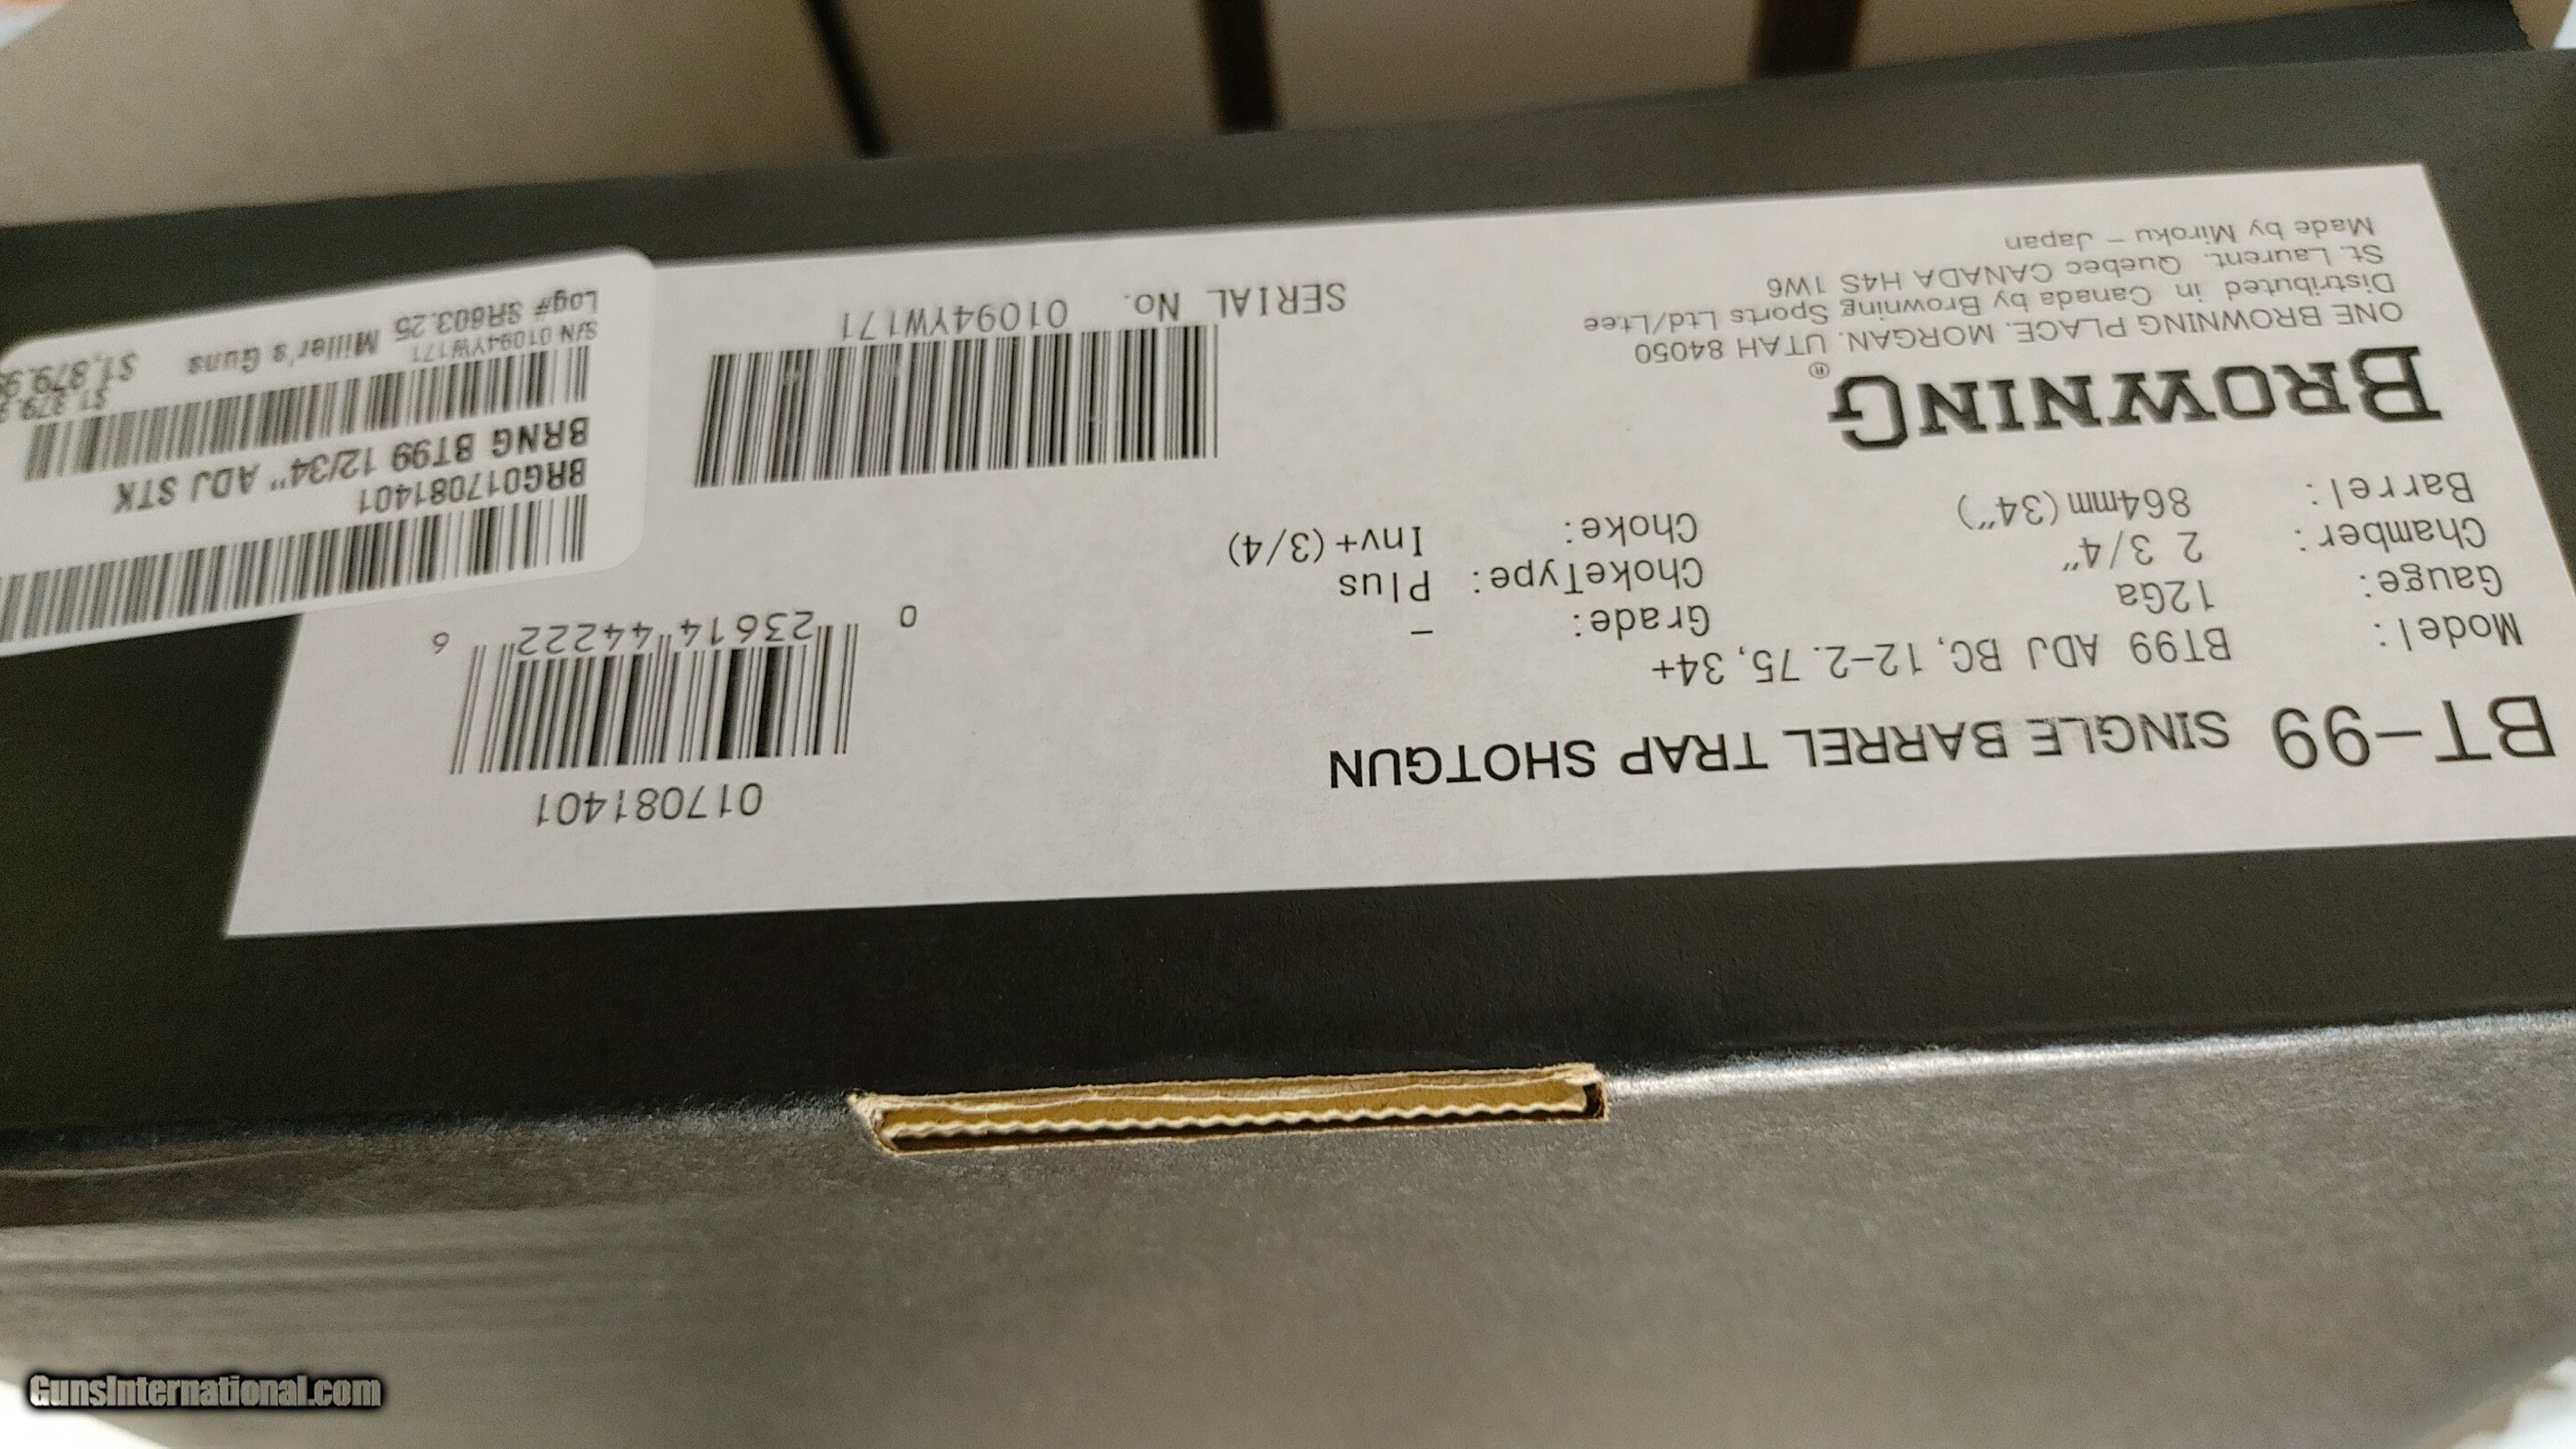 BT-99 SINGLE BARREL TRAP SHOTGUN
Model: BT99 ADJ BC, 12-2.75, 34+
Gauge: 12Ga Grade: -
Chamber: 2 3/4" ChokeType: Plus
Barrel: 864mm(34") Choke: Inv+(3/4)
BROWNING®
ONE BROWNING PLACE. MORGAN. UTAH 84050
Distributed in Canada by Browning Sports Ltd/Ltee
St. Laurent. Quebec CANADA H4S 1W6
Made by Miroku - Japan
017081401
0 23614 44222 6
SERIAL No. 01094YW171
BRG017081401
BRNG BT99 12/34" ADJ STK
S/N 01094YW171
Log# SR603.25 Miller's Guns
GunsInternational.com